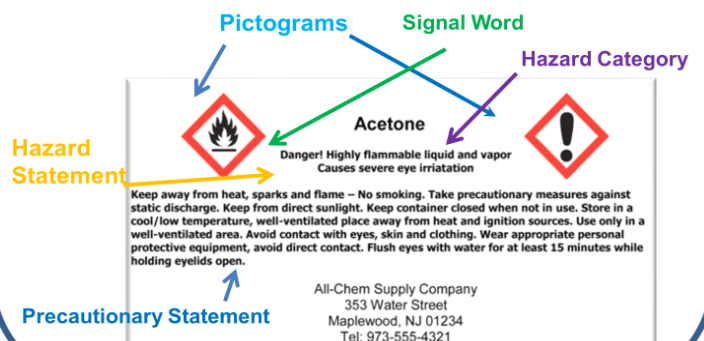 Pictograms
Signal Word
Hazard Category
Hazard
Statement
Acetone
Danger! Highly flammable liquid and vapor
Causes severe eye irriatation
Keep away from heat, sparks and flame – No smoking. Take precautionary measures against
static discharge. Keep from direct sunlight. Keep container closed when not in use. Store in a
cool/low temperature, well-ventilated place away from heat and ignition sources. Use only in a
well-ventilated area. Avoid contact with eyes, skin and clothing. Wear appropriate personal
protective equipment, avoid direct contact. Flush eyes with water for at least 15 minutes while
holding eyelids open.
Precautionary Statement
All-Chem Supply Company
353 Water Street
Maplewood, NJ 01234
Tel: 973-555-4321